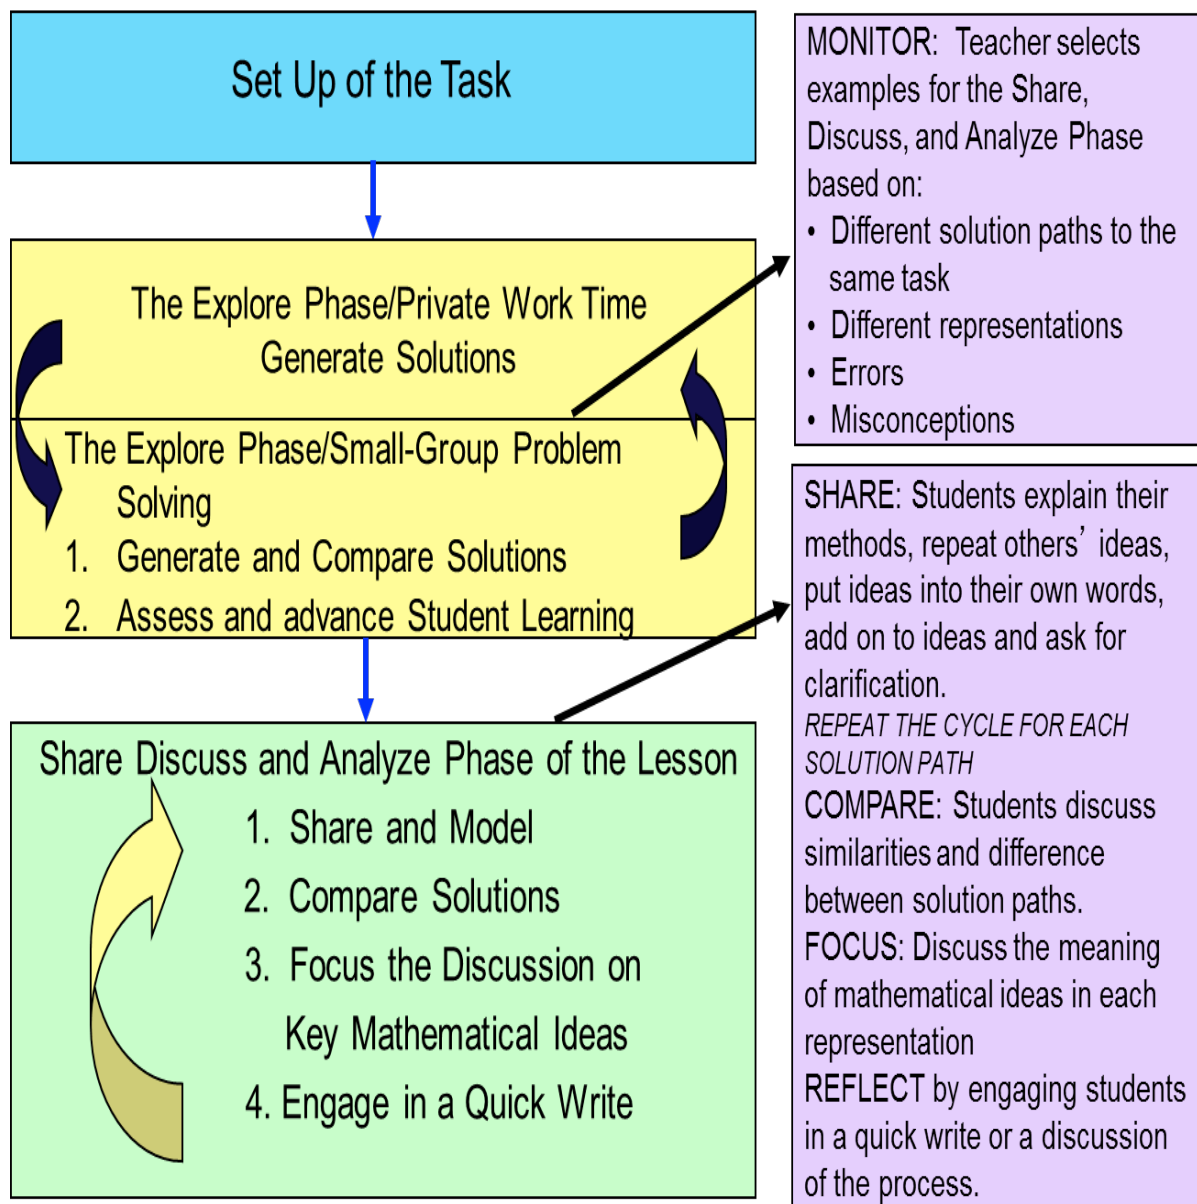 Set Up of the Task
The Explore Phase/Private Work Time
Generate Solutions
The Explore Phase/Small-Group Problem
Solving
1. Generate and Compare Solutions
2. Assess and advance Student Learning
Share Discuss and Analyze Phase of the Lesson
1. Share and Model
2. Compare Solutions
3. Focus the Discussion on
Key Mathematical Ideas
4. Engage in a Quick Write
MONITOR: Teacher selects
examples for the Share,
Discuss, and Analyze Phase
based on:
• Different solution paths to the
same task
• Different representations
• Errors
• Misconceptions
SHARE: Students explain their
methods, repeat others’ ideas,
put ideas into their own words,
add on to ideas and ask for
clarification.
REPEAT THE CYCLE FOR EACH
SOLUTION PATH
COMPARE: Students discuss
similarities and difference
between solution paths.
FOCUS: Discuss the meaning
of mathematical ideas in each
representation
REFLECT by engaging students
in a quick write or a discussion
of the process.